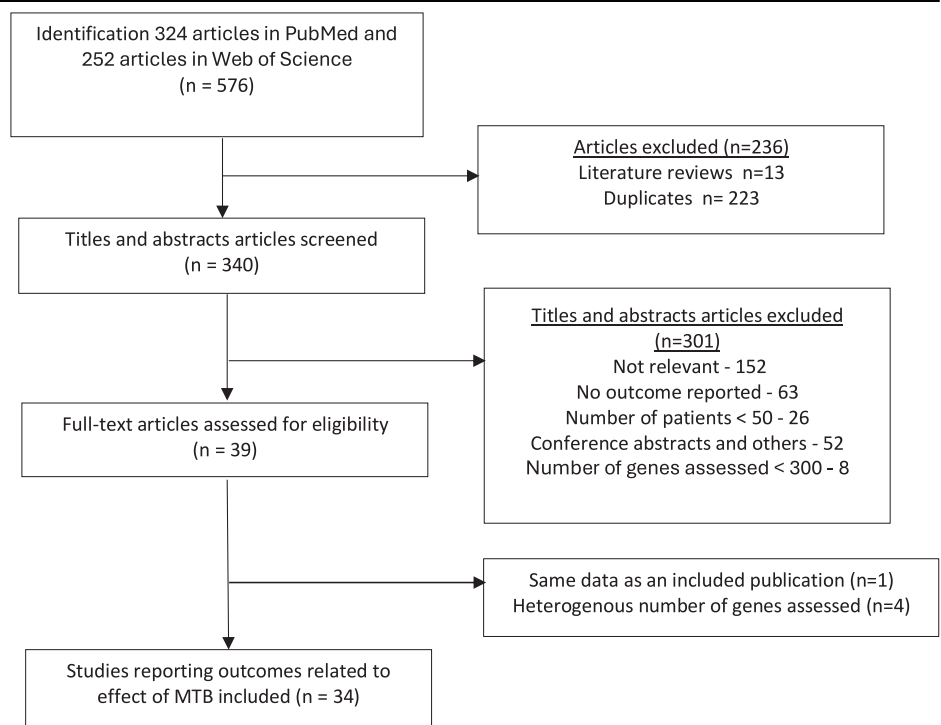 Identification 324 articles in PubMed and
252 articles in Web of Science
(n = 576)
Articles excluded (n=236)
Literature reviews n=13
Duplicates n= 223
Titles and abstracts articles screened
(n = 340)
Titles and abstracts articles excluded
(n=301)
Not relevant - 152
No outcome reported - 63
Number of patients < 50 - 26
Conference abstracts and others - 52
Number of genes assessed < 300 - 8
Full-text articles assessed for eligibility
(n = 39)
Same data as an included publication (n=1)
Heterogenous number of genes assessed (n=4)
Studies reporting outcomes related to
effect of MTB included (n = 34)